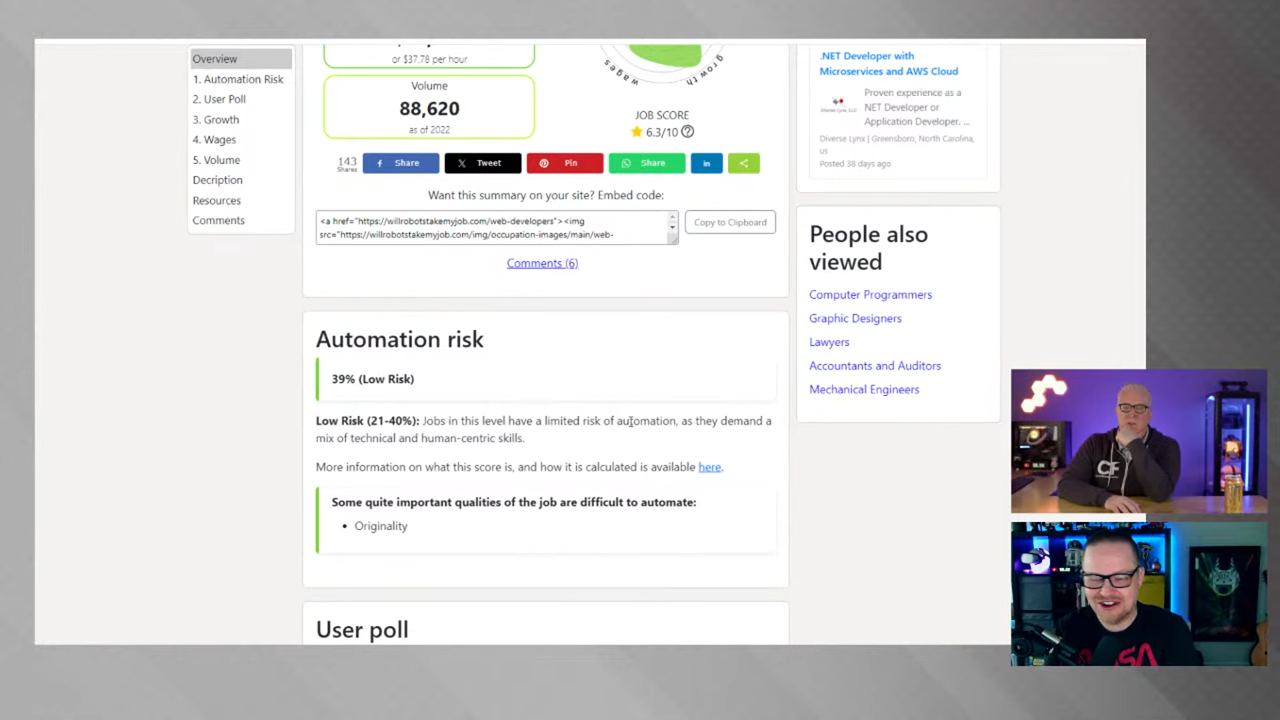 Overview
1. Automation Risk
2. User Poll
3. Growth
4. Wages
5. Volume
Decription
Resources
Comments
or $37.78 per hour
Volume
88,620
as of 2022
wages
growth
JOB SCORE
6.3/10
143
Shares
Share
Tweet
Pin
Share
in
Want this summary on your site? Embed code:
<a href="https://willrobotstakemyjob.com/web-developers"><img
src="https://willrobotstakemyjob.com/img/occupation-images/main/web-
Copy to Clipboard
Comments (6)
Automation risk
39% (Low Risk)
Low Risk (21-40%): Jobs in this level have a limited risk of automation, as they demand a
mix of technical and human-centric skills.
More information on what this score is, and how it is calculated is available here.
Some quite important qualities of the job are difficult to automate:
• Originality
User poll
.NET Developer with
Microservices and AWS Cloud
Proven experience as a
NET Developer or
Application Developer. ...
Diverse Lynx | Greensboro, North Carolina,
us
Posted 38 days ago
People also
viewed
Computer Programmers
Graphic Designers
Lawyers
Accountants and Auditors
Mechanical Engineers
CF